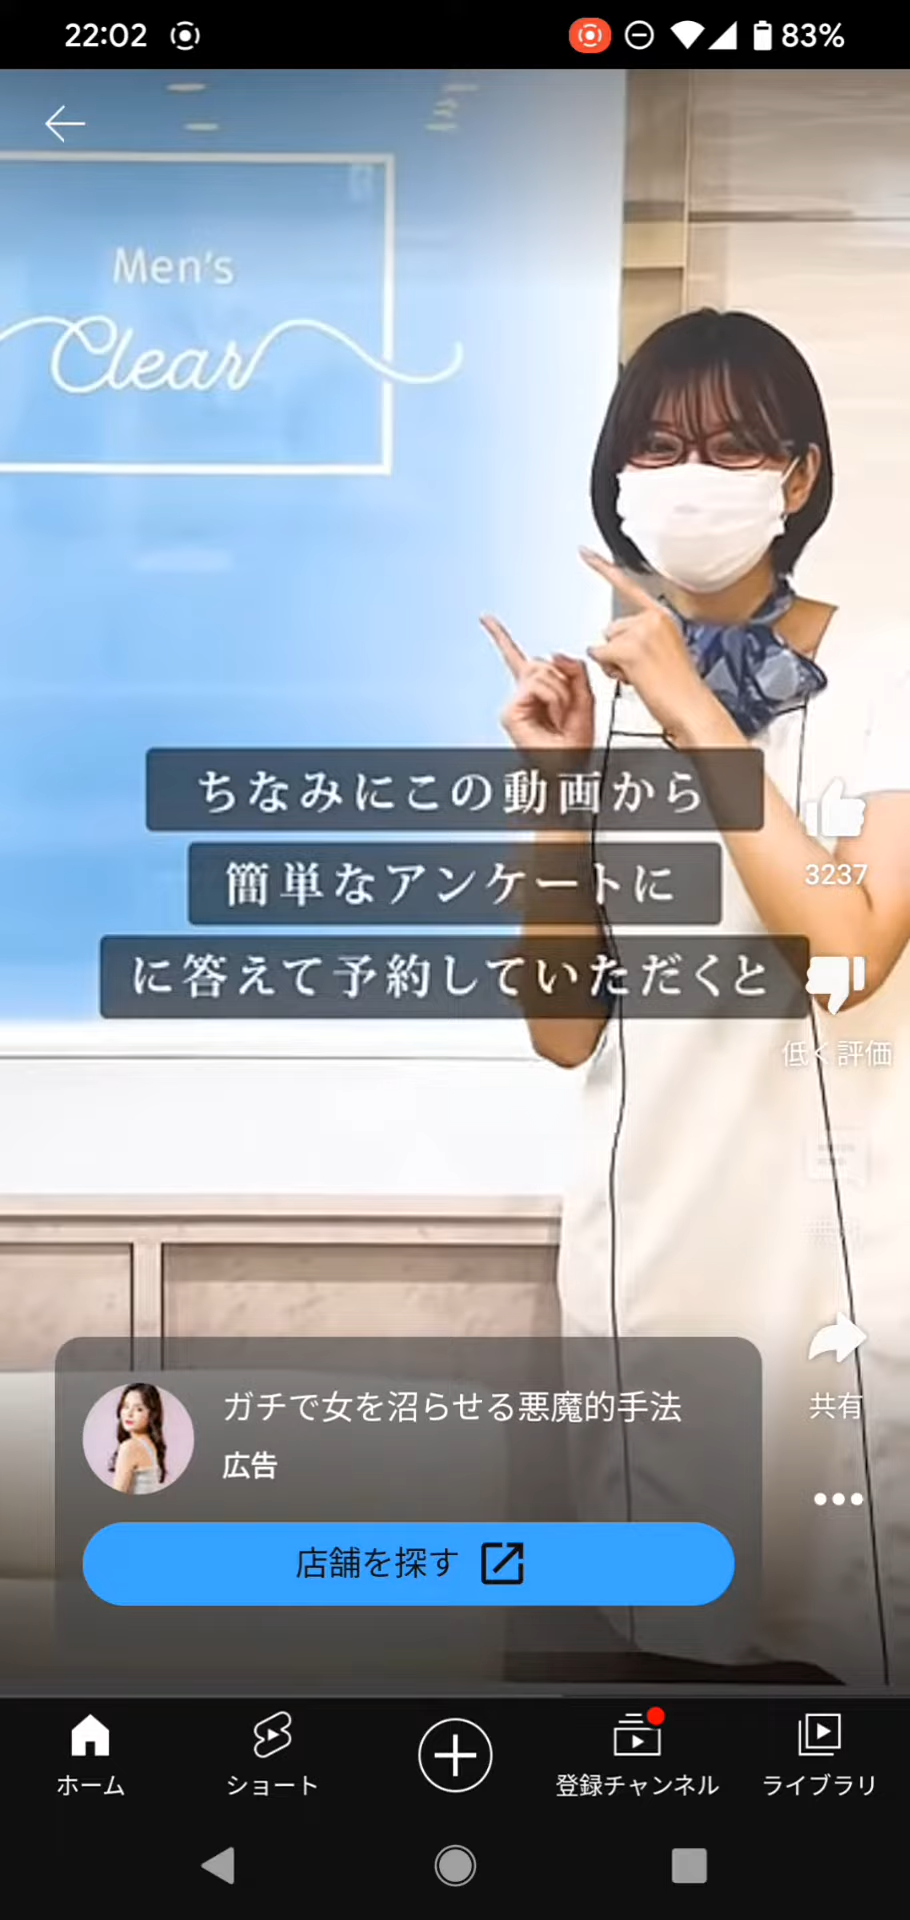 22:02
83%
Men's
Clear
ちなみにこの動画から
簡単なアンケートに
に答えて予約していただくと
3237
低く評価
共有
ガチで女を沼らせる悪魔的手法
広告
店舗を探す
ホーム
ショート
登録チャンネル
ライブラリ